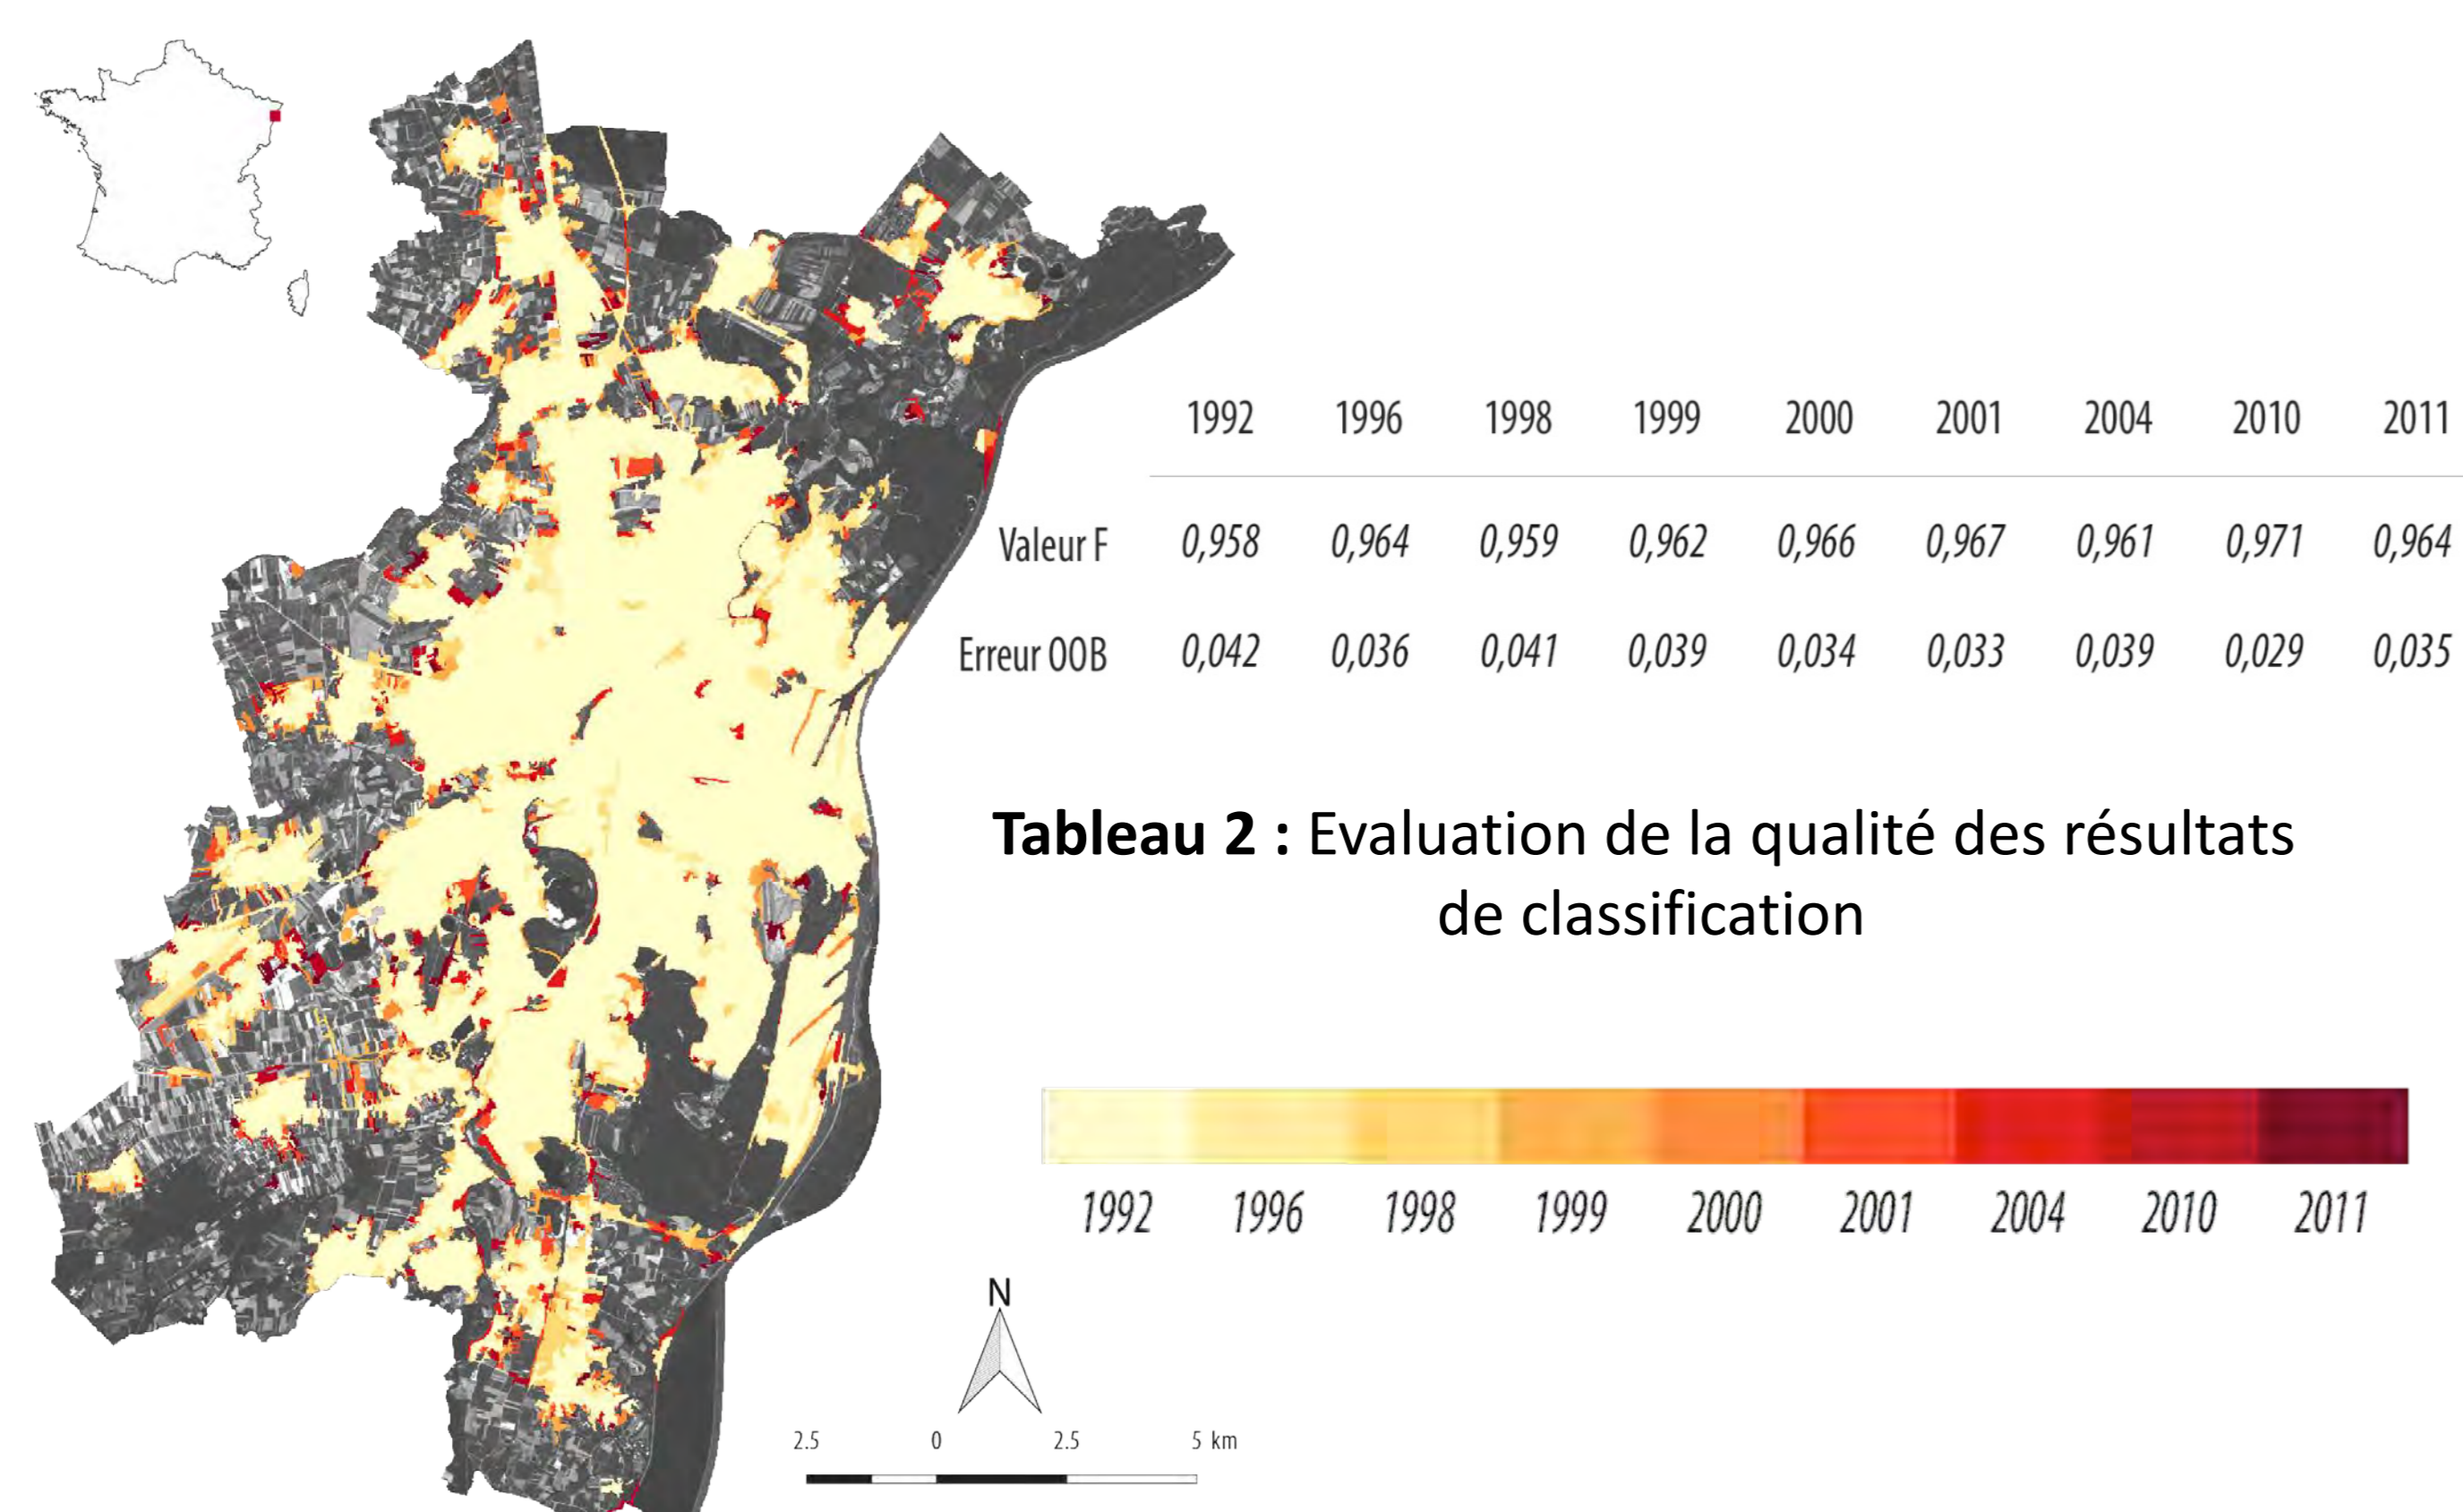 1992 1996 1998 1999 2000 2001 2004 2010 2011
Valeur F 0,958 0,964 0,959 0,962 0,966 0,967 0,961 0,971 0,964
Erreur OOB 0,042 0,036 0,041 0,039 0,034 0,033 0,039 0,029 0,035
Tableau 2 : Evaluation de la qualité des résultats
de classification
1992 1996 1998 1999 2000 2001 2004 2010 2011
N
2.5 0 2.5 5 km